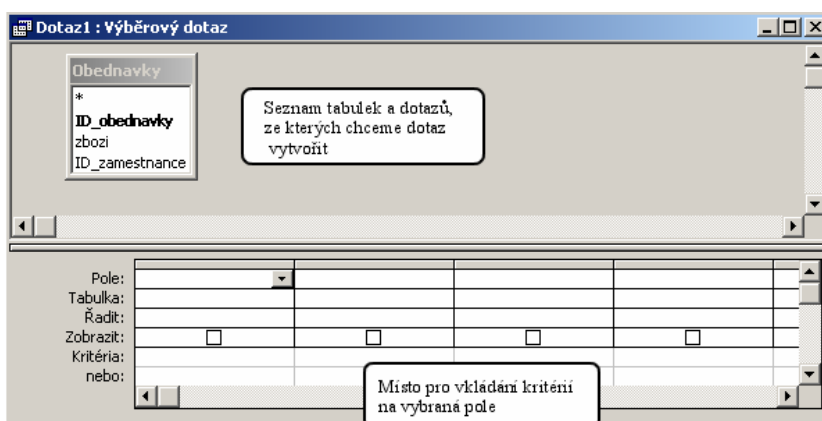 Dotaz1 : Výběrový dotaz
Obednavky
*
ID_obednavky
zbozi
ID_zamestnance
Seznam tabulek a dotazů,
ze kterých chceme dotaz
vytvořit
Pole:
Tabulka:
Řadit:
Zobrazit:
Kritéria:
nebo:
Místo pro vkládání kritérií
na vybraná pole